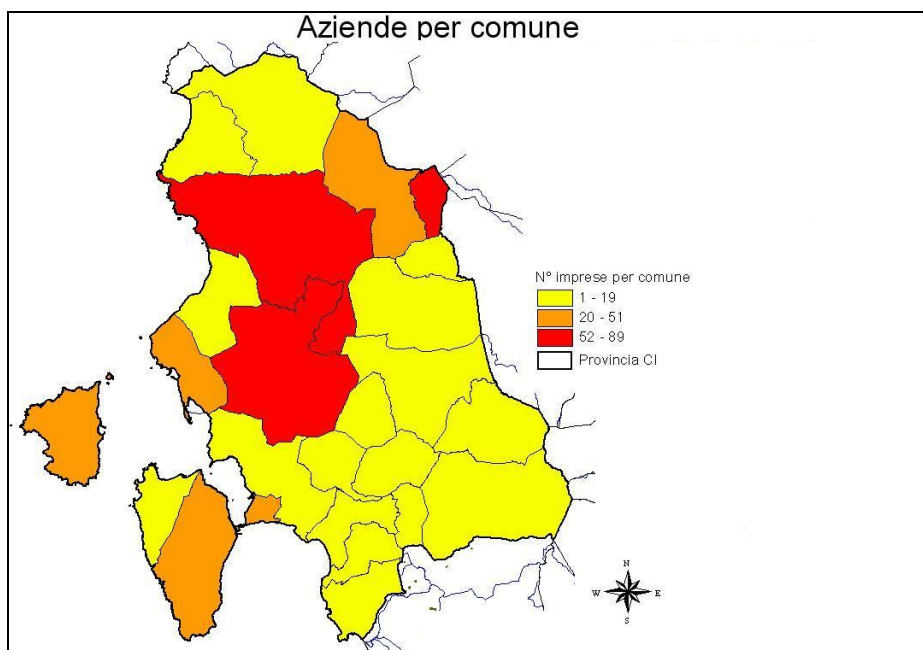 Aziende per comune
N° imprese per comune
1 - 19
20 - 51
52 - 89
Provincia CI
N
W E
S